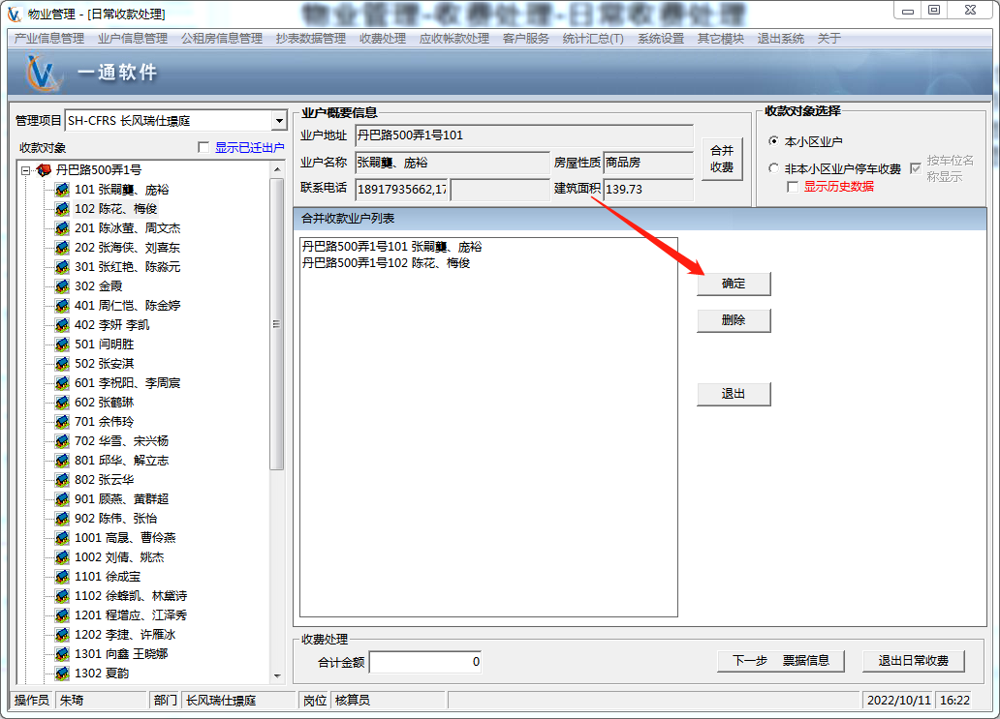 物业管理 - [日常收款处理]
物业管理-收费处理-日常收费处理
产业信息管理 业户信息管理 公租房信息管理 抄表数据管理 收费处理 应收帐款处理 客户服务 统计汇总(T) 系统设置 其它模块 退出系统 关于
一通软件
管理项目 SH-CFRS 长风瑞仕璟庭
收款对象 显示已迁出户
丹巴路500弄1号
101 张嗣龑、庞裕
102 陈花、梅俊
201 陈冰萤、周文杰
202 张海侠、刘喜东
301 张红艳、陈淼元
302 金霞
401 周仁恺、陈金婷
402 李妍 李凯
501 闫明胜
502 张安淇
601 李祝阳、李周宸
602 张鹤琳
701 余伟玲
702 华雪、宋兴杨
801 邱华、解立志
802 张云华
901 顾燕、黄群超
902 陈伟、张怡
1001 高晟、曹伶燕
1002 刘倩、姚杰
1101 徐成宝
1102 徐蜂凯、林黛诗
1201 程增应、江泽秀
1202 李捷、许雁冰
1301 向鑫 王晓娜
1302 夏韵
业户概要信息
业户地址 丹巴路500弄1号101
业户名称 张嗣龑、庞裕 房屋性质 商品房
联系电话 18917935662,17 建筑面积 139.73
合并
收费
收款对象选择
本小区业户
非本小区业户停车收费 按车位名
称显示
显示历史数据
合并收款业户列表
丹巴路500弄1号101 张嗣龑、庞裕
丹巴路500弄1号102 陈花、梅俊
确定
删除
退出
收费处理
合计金额 0
下一步 票据信息 退出日常收费
操作员 朱琦 部门 长风瑞仕璟庭 岗位 核算员 2022/10/11 16:22